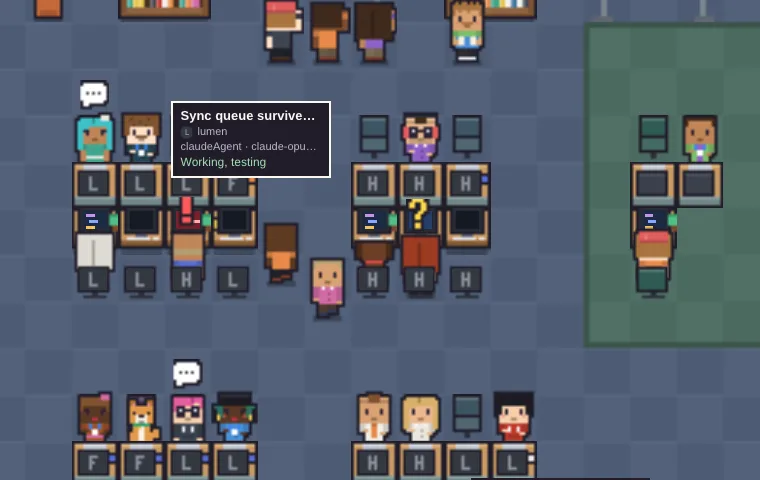 ...
Sync queue survive…
L lumen
claudeAgent · claude-opu…
Working, testing
L L L F
H H H
! ?
L L H L
H H H
...
F F L L
H H L L